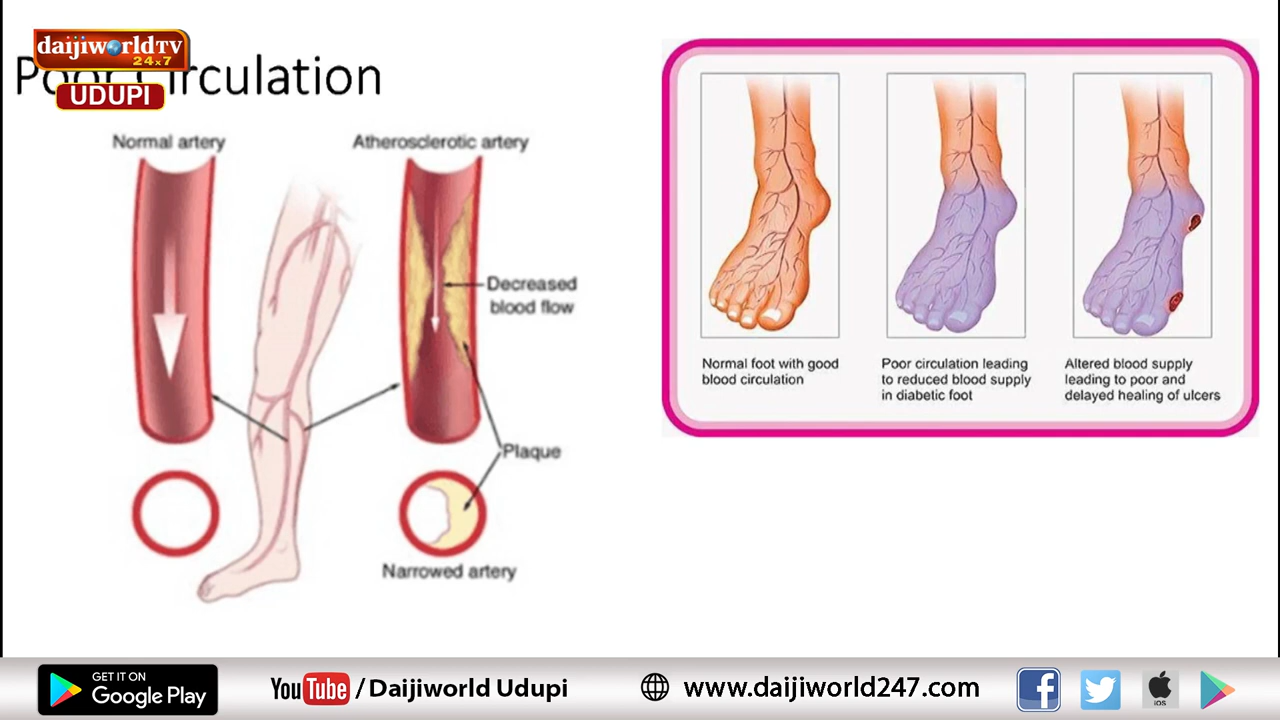 daijiworldTV
24x7
UDUPI
Poor Circulation
Normal artery
Atherosclerotic artery
Decreased
blood flow
Plaque
Narrowed artery
Normal foot with good
blood circulation
Poor circulation leading
to reduced blood supply
in diabetic foot
Altered blood supply
leading to poor and
delayed healing of ulcers
GET IT ON
Google Play
YouTube / Daijiworld Udupi
www.daijiworld247.com
iOS